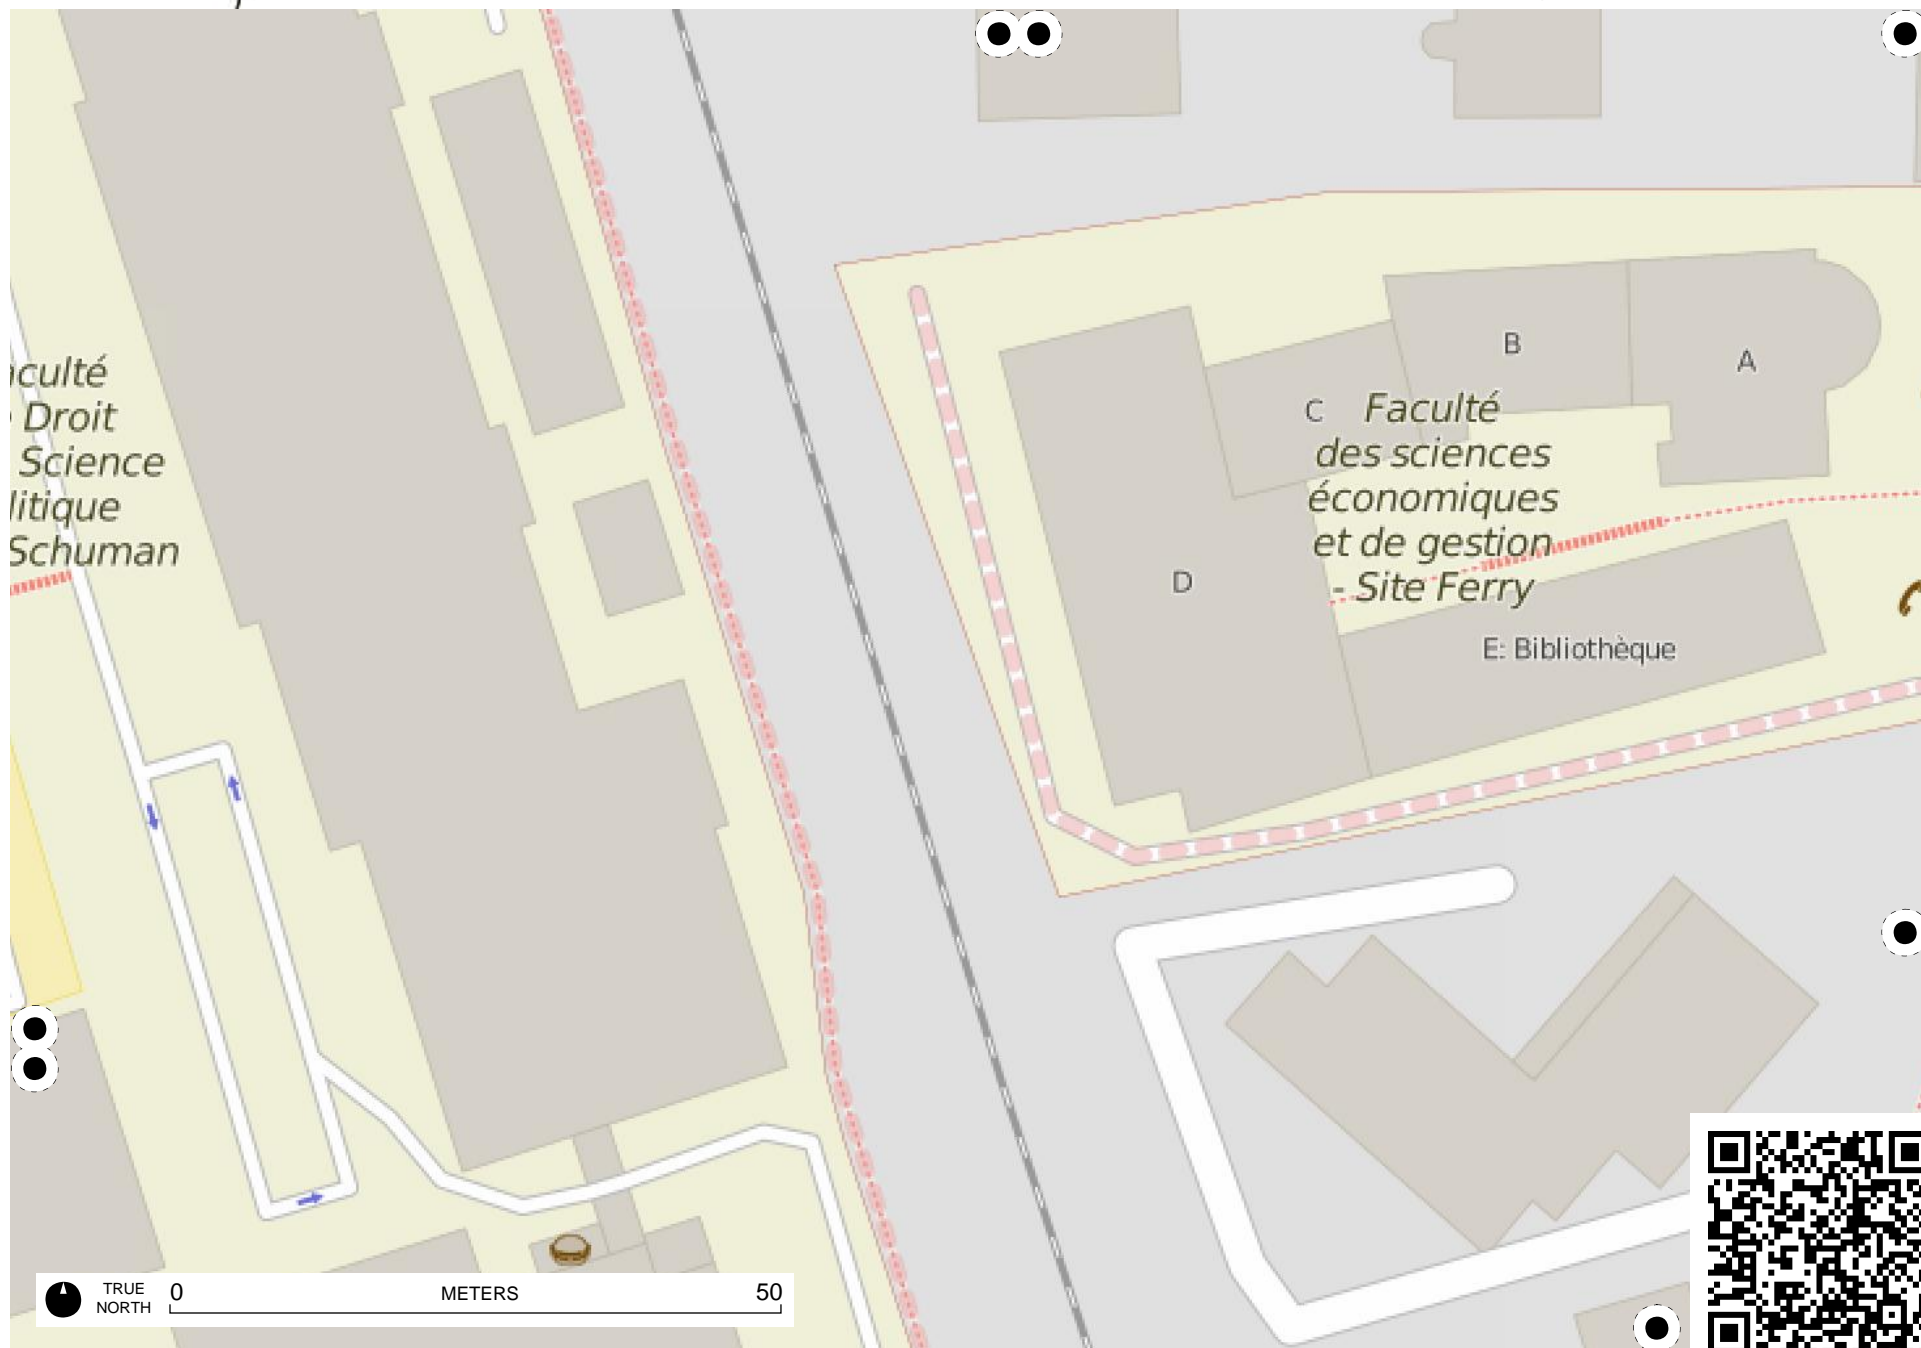 B
A
C
Faculté
des sciences
économiques
et de gestion
- Site Ferry
D
E: Bibliothèque
aculté
Droit
Science
litique
Schuman
TRUE
NORTH
0
METERS
50